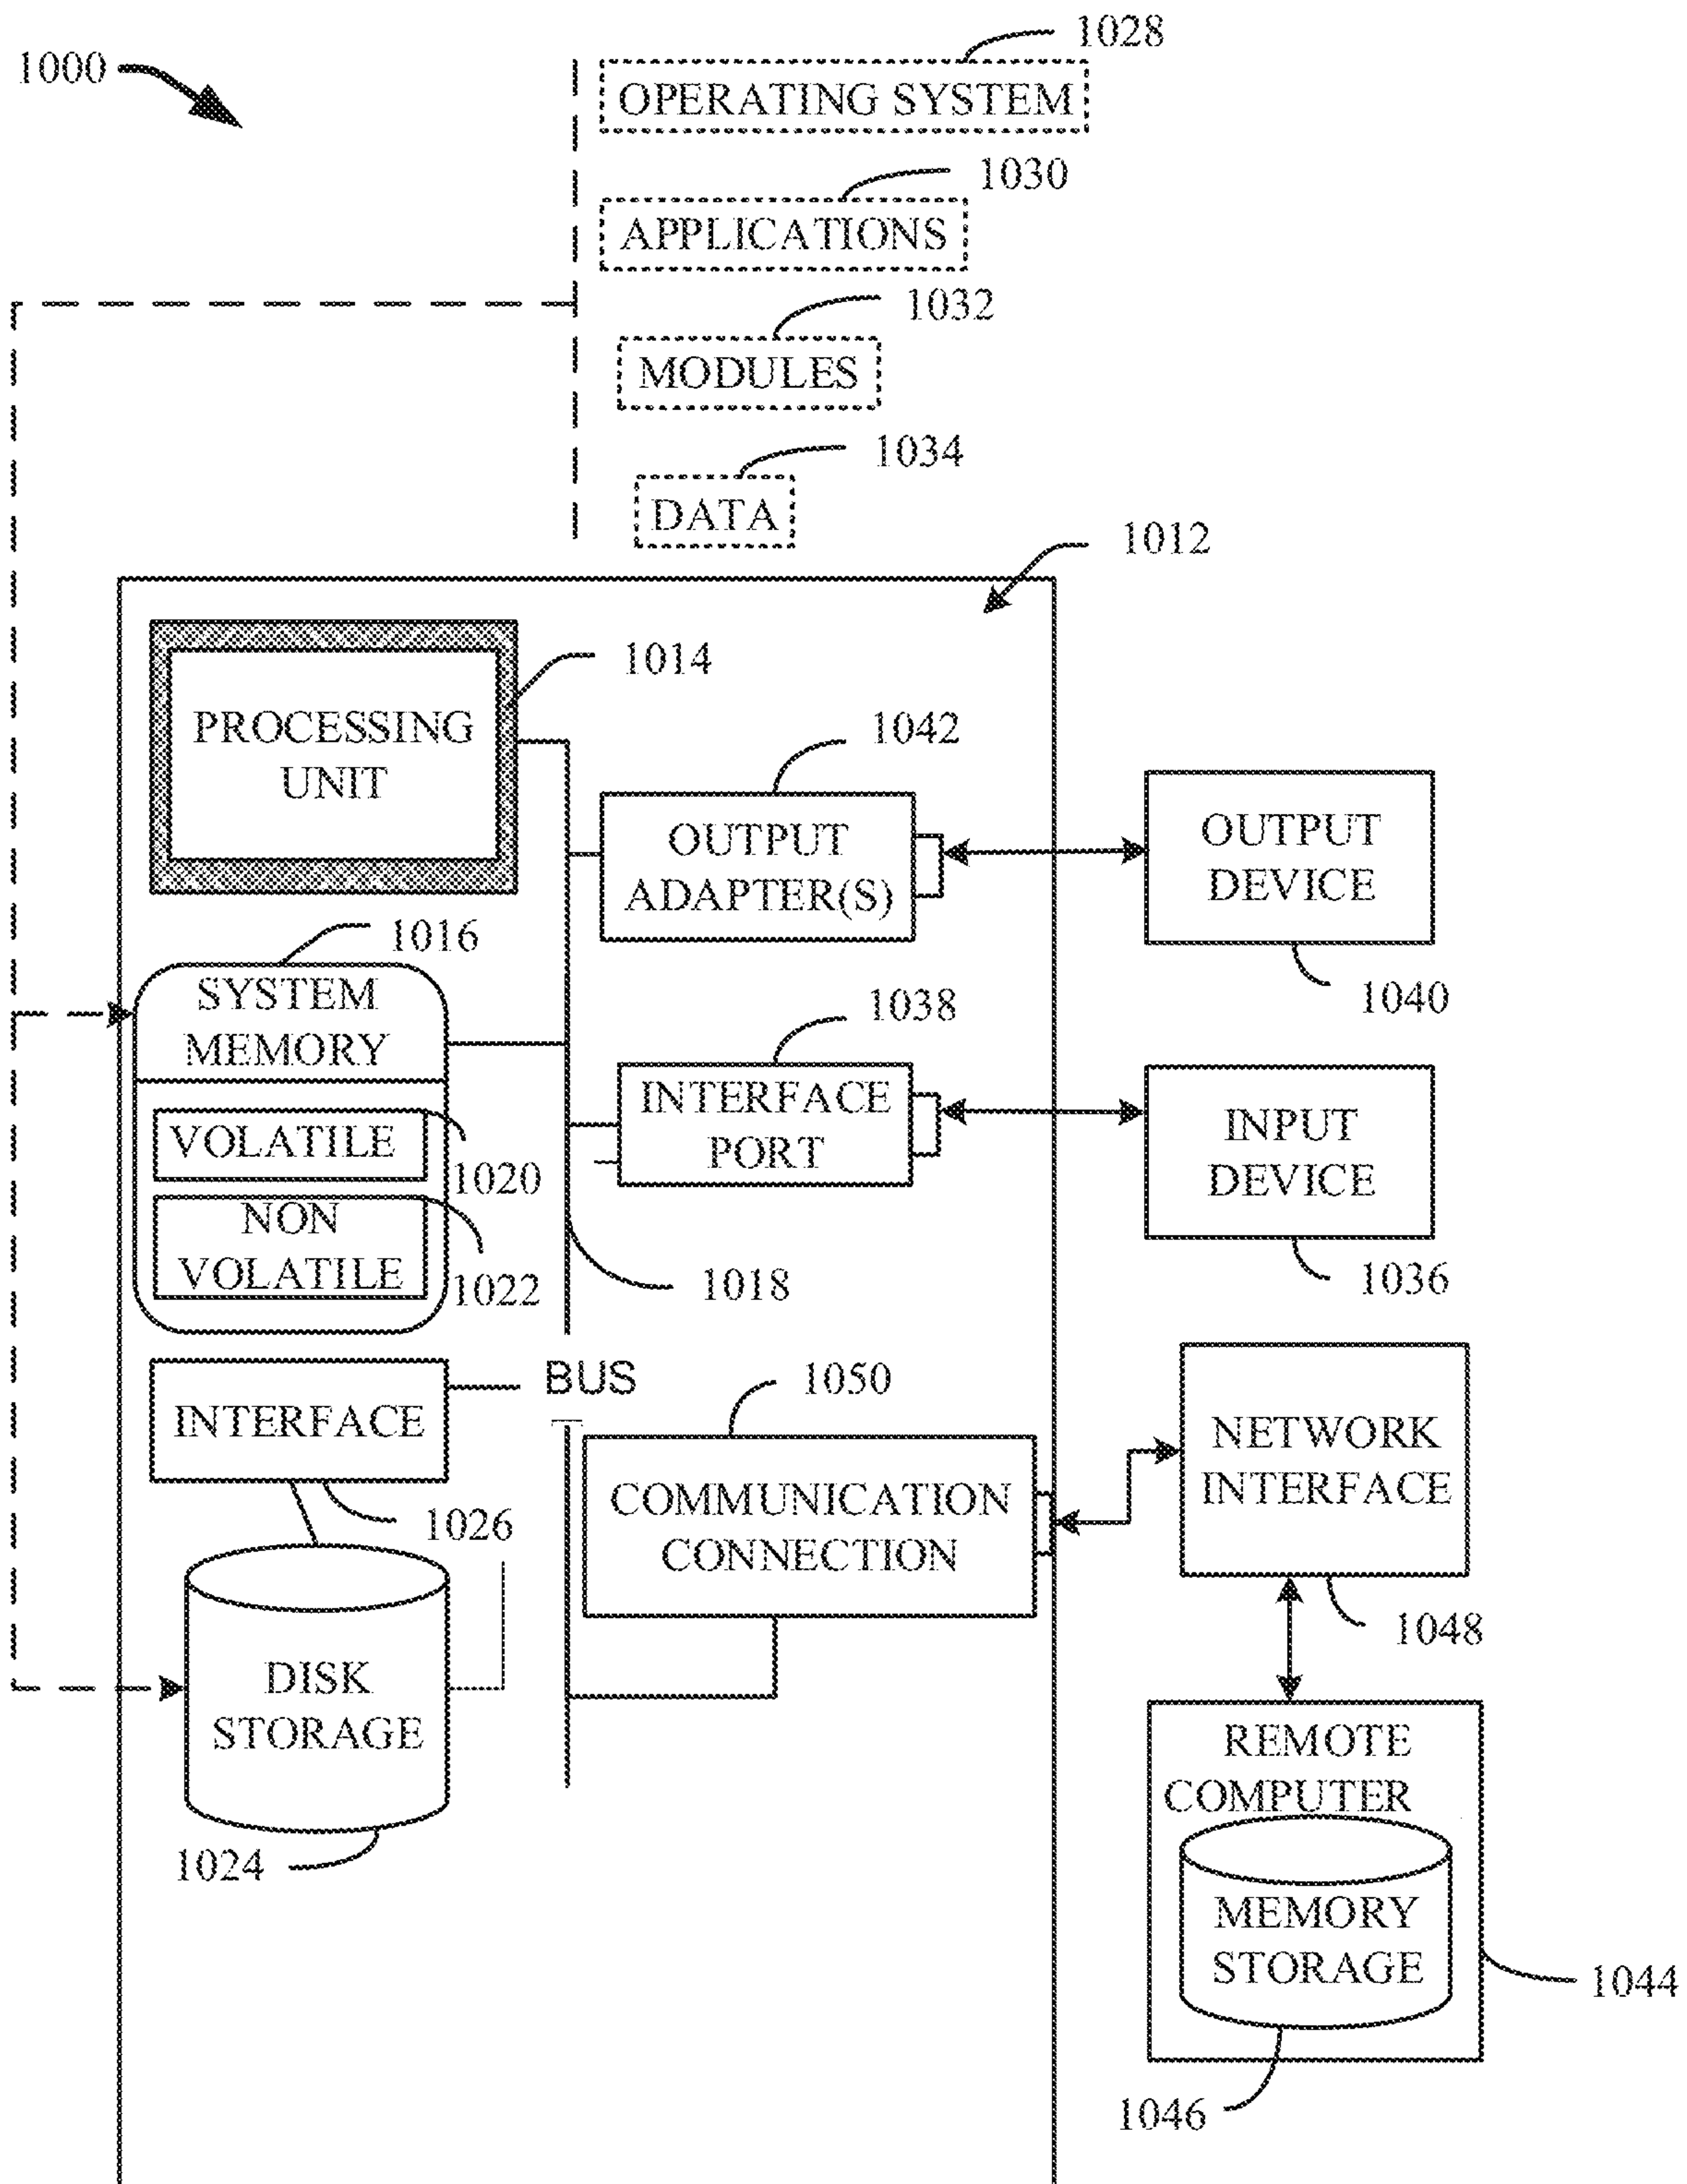 1028
1000
OPERATING SYSTEM
1030
APPLICATIONS
1032
MODULES
1034
DATA
1012
1014
PROCESSING
UNIT
1042
OUTPUT
ADAPTER(S)
OUTPUT
DEVICE
1040
1016
SYSTEM
MEMORY
1038
INTERFACE
PORT
INPUT
DEVICE
1036
VOLATILE
1020
NON
VOLATILE
1022
1018
BUS
INTERFACE
1026
1050
COMMUNICATION
CONNECTION
NETWORK
INTERFACE
1048
DISK
STORAGE
1024
REMOTE
COMPUTER
MEMORY
STORAGE
1044
1046